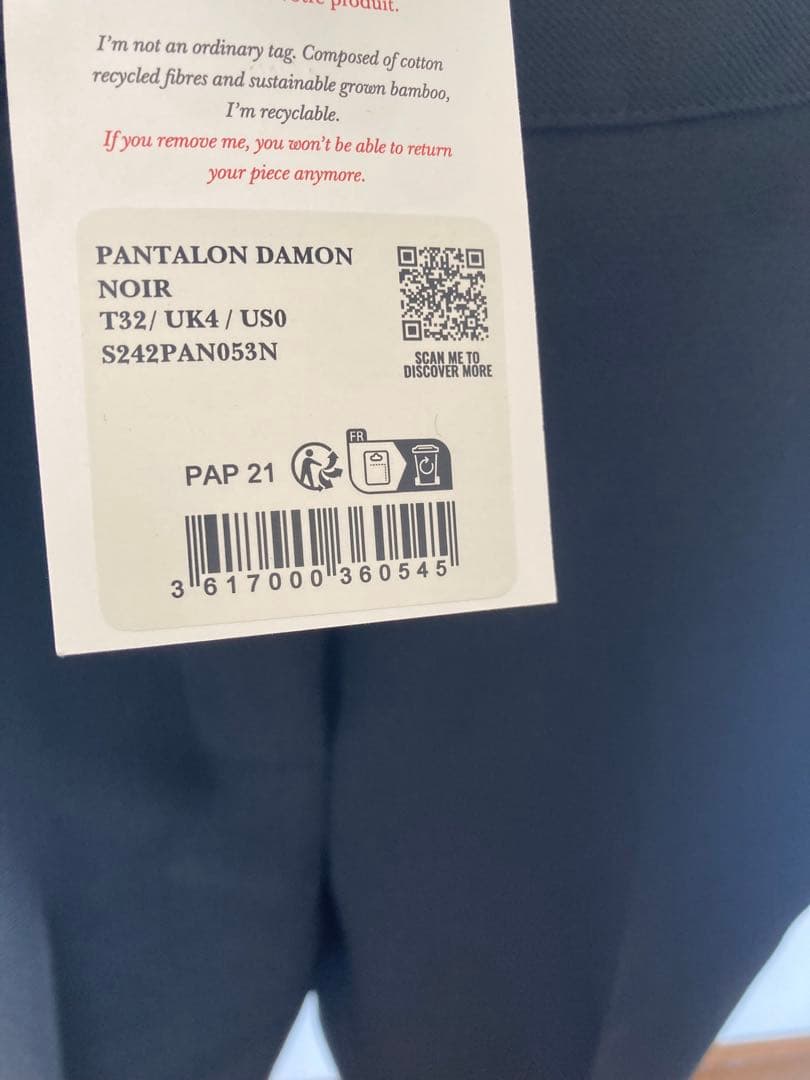 produit.
I'm not an ordinary tag. Composed of cotton
recycled fibres and sustainable grown bamboo,
I'm recyclable.
If you remove me, you won't be able to return
your piece anymore.
PANTALON DAMON
NOIR
T32/ UK4 / US0
S242PAN053N
SCAN ME TO
DISCOVER MORE
FR
PAP 21
3 617000 360545